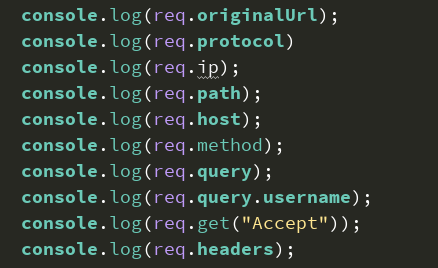 console.log(req.originalUrl);
console.log(req.protocol)
console.log(req.ip);
console.log(req.path);
console.log(req.host);
console.log(req.method);
console.log(req.query);
console.log(req.query.username);
console.log(req.get("Accept"));
console.log(req.headers);